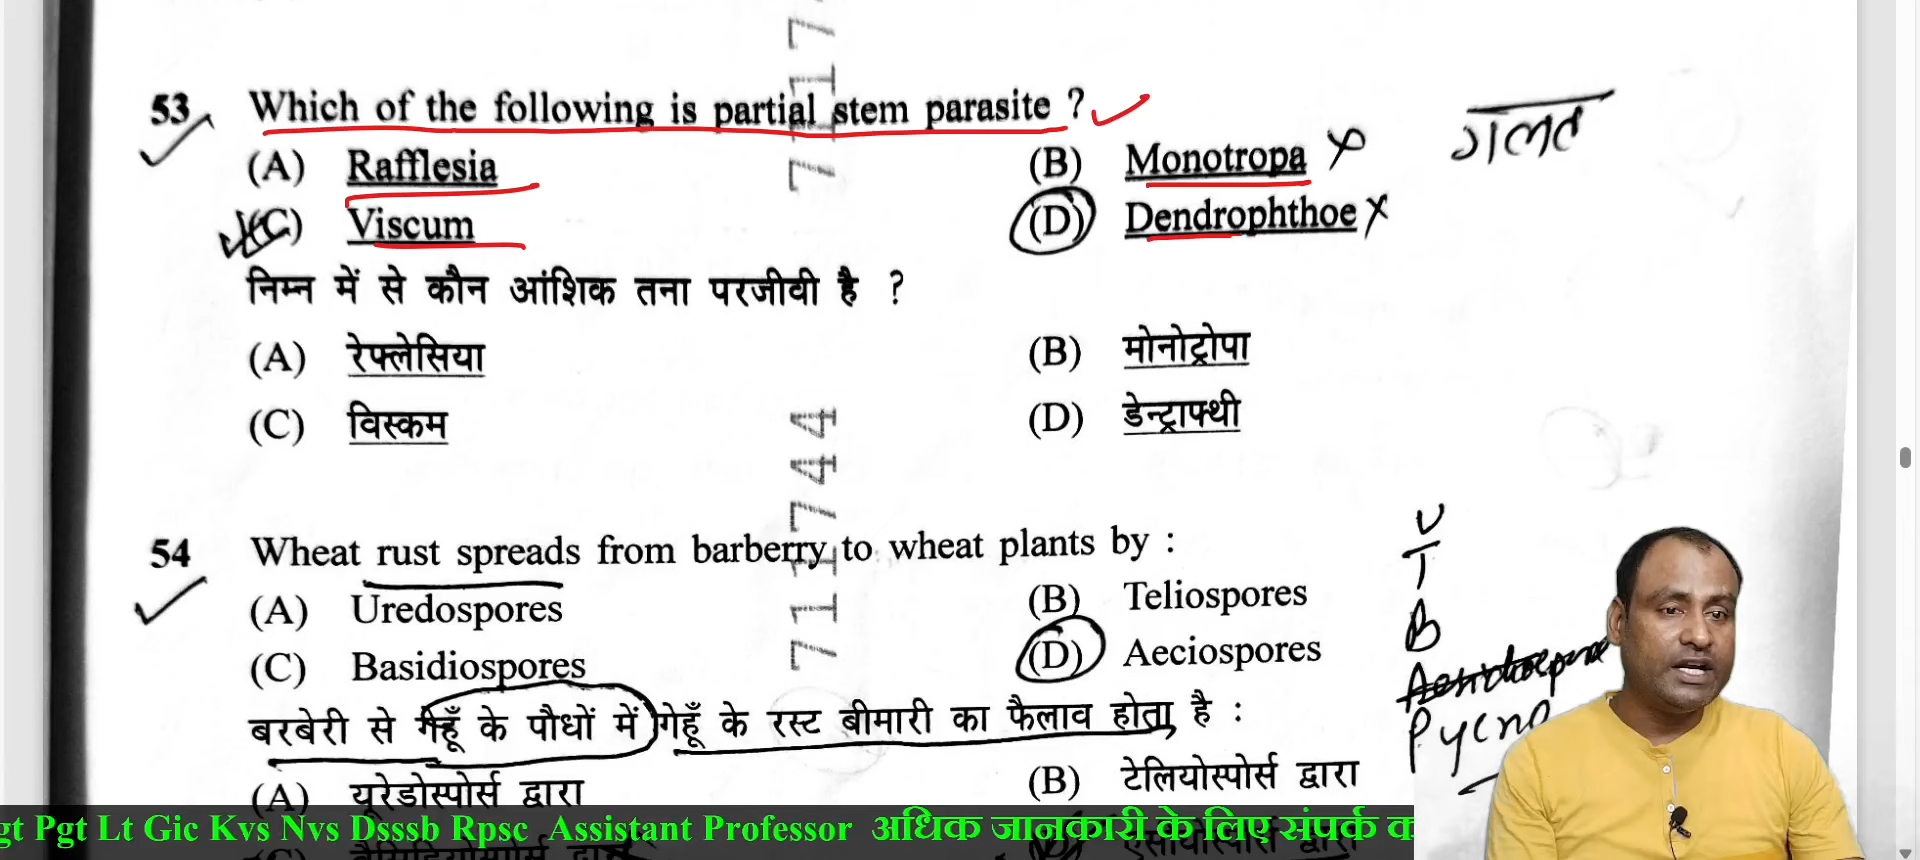 53 Which of the following is partial stem parasite ?
(A) Rafflesia (B) Monotropa
गलत
(C) Viscum (D) Dendrophthoe
निम्न में से कौन आंशिक तना परजीवी है ?
(A) रेफ्लेसिया (B) मोनोट्रोपा
(C) विस्कम (D) डेन्ट्राफ्थी
7117744
54 Wheat rust spreads from barberry to wheat plants by :
(A) Uredospores (B) Teliospores
(C) Basidiospores (D) Aeciospores
U
T
B
बरबेरी से गेहूँ के पौधों में गेहूँ के रस्ट बीमारी का फैलाव होता है :
(A) यूरेडोस्पोर्स द्वारा (B) टेलियोस्पोर्स द्वारा
gt Pgt Lt Gic Kvs Nvs Dsssb Rpsc Assistant Professor अधिक जानकारी के लिए संपर्क क